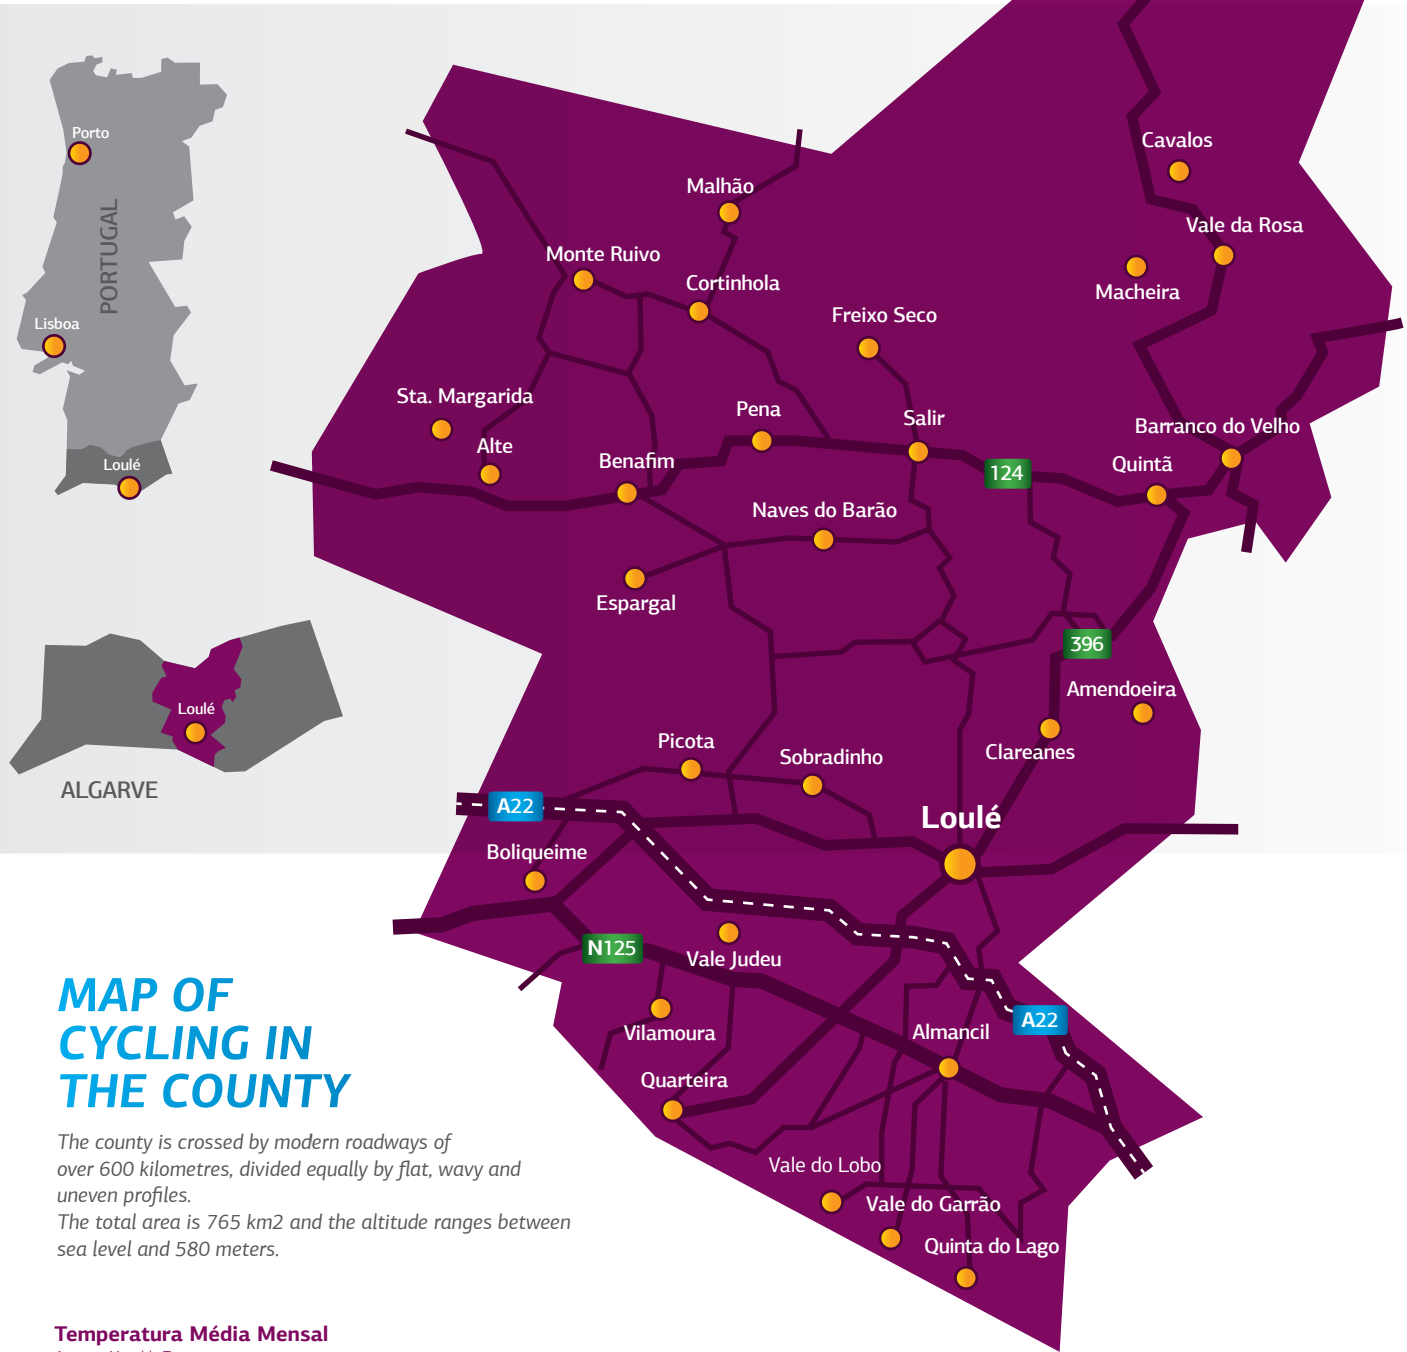 Porto
PORTUGAL
Lisboa
Loulé
Loulé
ALGARVE
Cavalos
Malhão
Vale da Rosa
Monte Ruivo
Cortinhola
Macheira
Freixo Seco
Sta. Margarida
Pena
Salir
Barranco do Velho
Alte
Benafim
Quintã
124
Naves do Barão
Espargal
396
Amendoeira
Picota
Sobradinho
Clareanes
A22
Loulé
Boliqueime
N125
Vale Judeu
A22
Vilamoura
Almancil
Quarteira
Vale do Lobo
Vale do Garrão
Quinta do Lago
MAP OF
CYCLING IN
THE COUNTY
The county is crossed by modern roadways of
over 600 kilometres, divided equally by flat, wavy and
uneven profiles.
The total area is 765 km2 and the altitude ranges between
sea level and 580 meters.
Temperatura Média Mensal